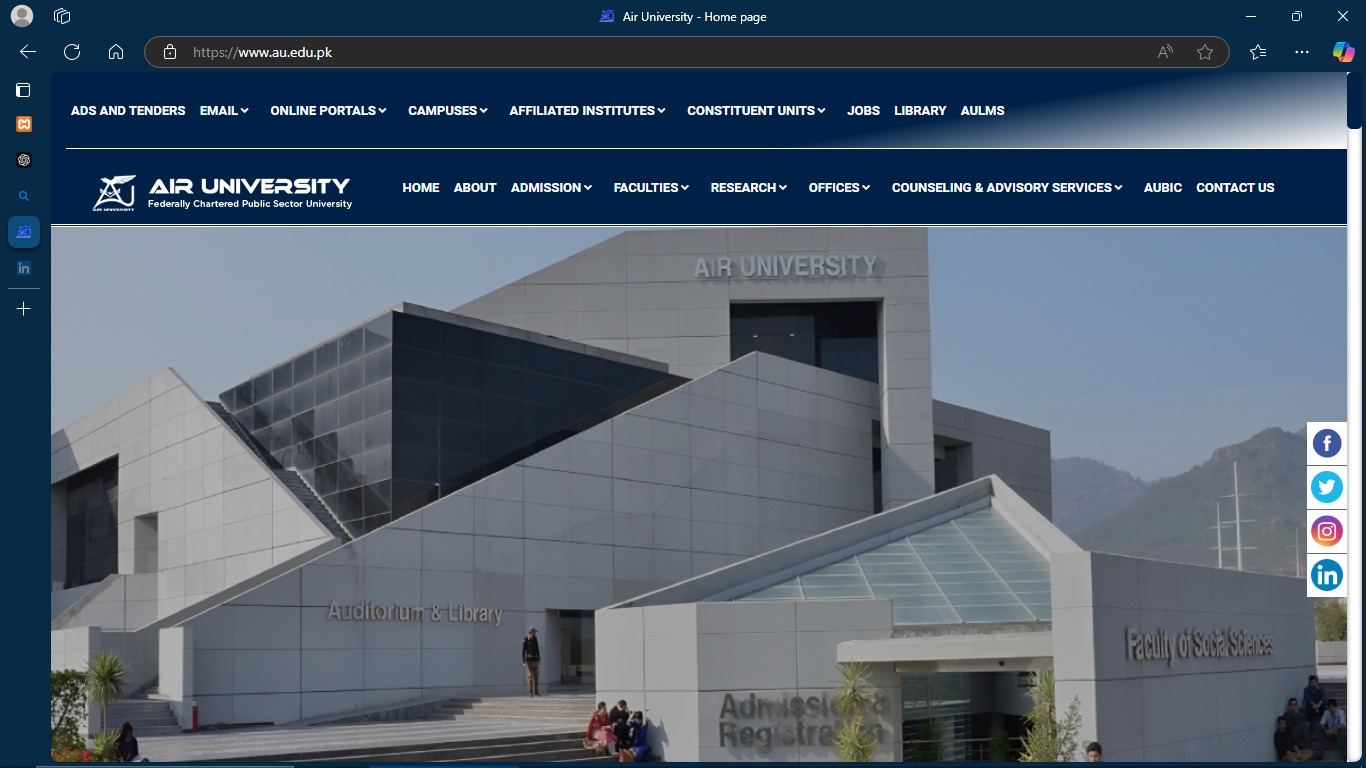 Air University - Home page
https://www.au.edu.pk
ADS AND TENDERS EMAIL ONLINE PORTALS CAMPUSES AFFILIATED INSTITUTES CONSTITUENT UNITS JOBS LIBRARY AULMS
AIR UNIVERSITY
Federally Chartered Public Sector University
AIR UNIVERSITY
HOME ABOUT ADMISSION FACULTIES RESEARCH OFFICES COUNSELING & ADVISORY SERVICES AUBIC CONTACT US
AIR UNIVERSITY
Auditorium & Library
Faculty of Social Sciences
Admission &
Registration